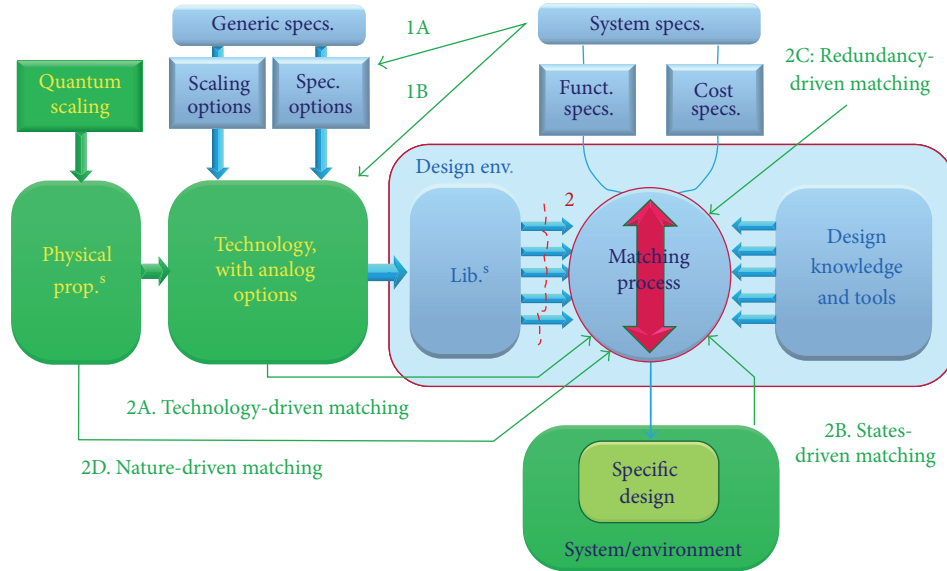 Generic specs.
1A
System specs.
2C: Redundancy-
driven matching
Quantum
scaling
Scaling
options
Spec.
options
1B
Funct.
specs.
Cost
specs.
Design env.
2
Physical
prop.s
Technology,
with analog
options
Lib.s
Matching
process
Design
knowledge
and tools
2A. Technology-driven matching
2B. States-
driven matching
2D. Nature-driven matching
Specific
design
System/environment